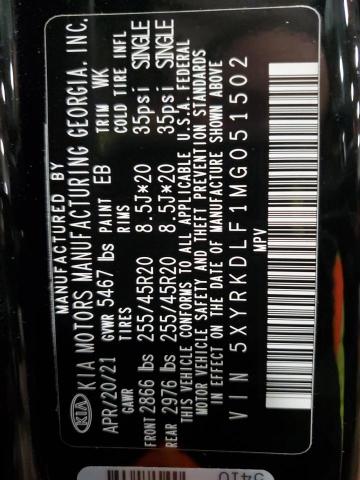 MANUFACTURED BY
KIA KIA MOTORS MANUFACTURING GEORGIA, INC.
APR/20/21 GVWR 5467 lbs PAINT EB TRIM WK
GAWR TIRES RIMS COLD TIRE INFL
FRONT 2866 lbs 255/45R20 8.5J*20 35psi SINGLE
REAR 2976 lbs 255/45R20 8.5J*20 35psi SINGLE
THIS VEHICLE CONFORMS TO ALL APPLICABLE U.S.A. FEDERAL
MOTOR VEHICLE SAFETY AND THEFT PREVENTION STANDARDS
IN EFFECT ON THE DATE OF MANUFACTURE SHOWN ABOVE
VIN 5XYRKDLF1MG051502
MPV